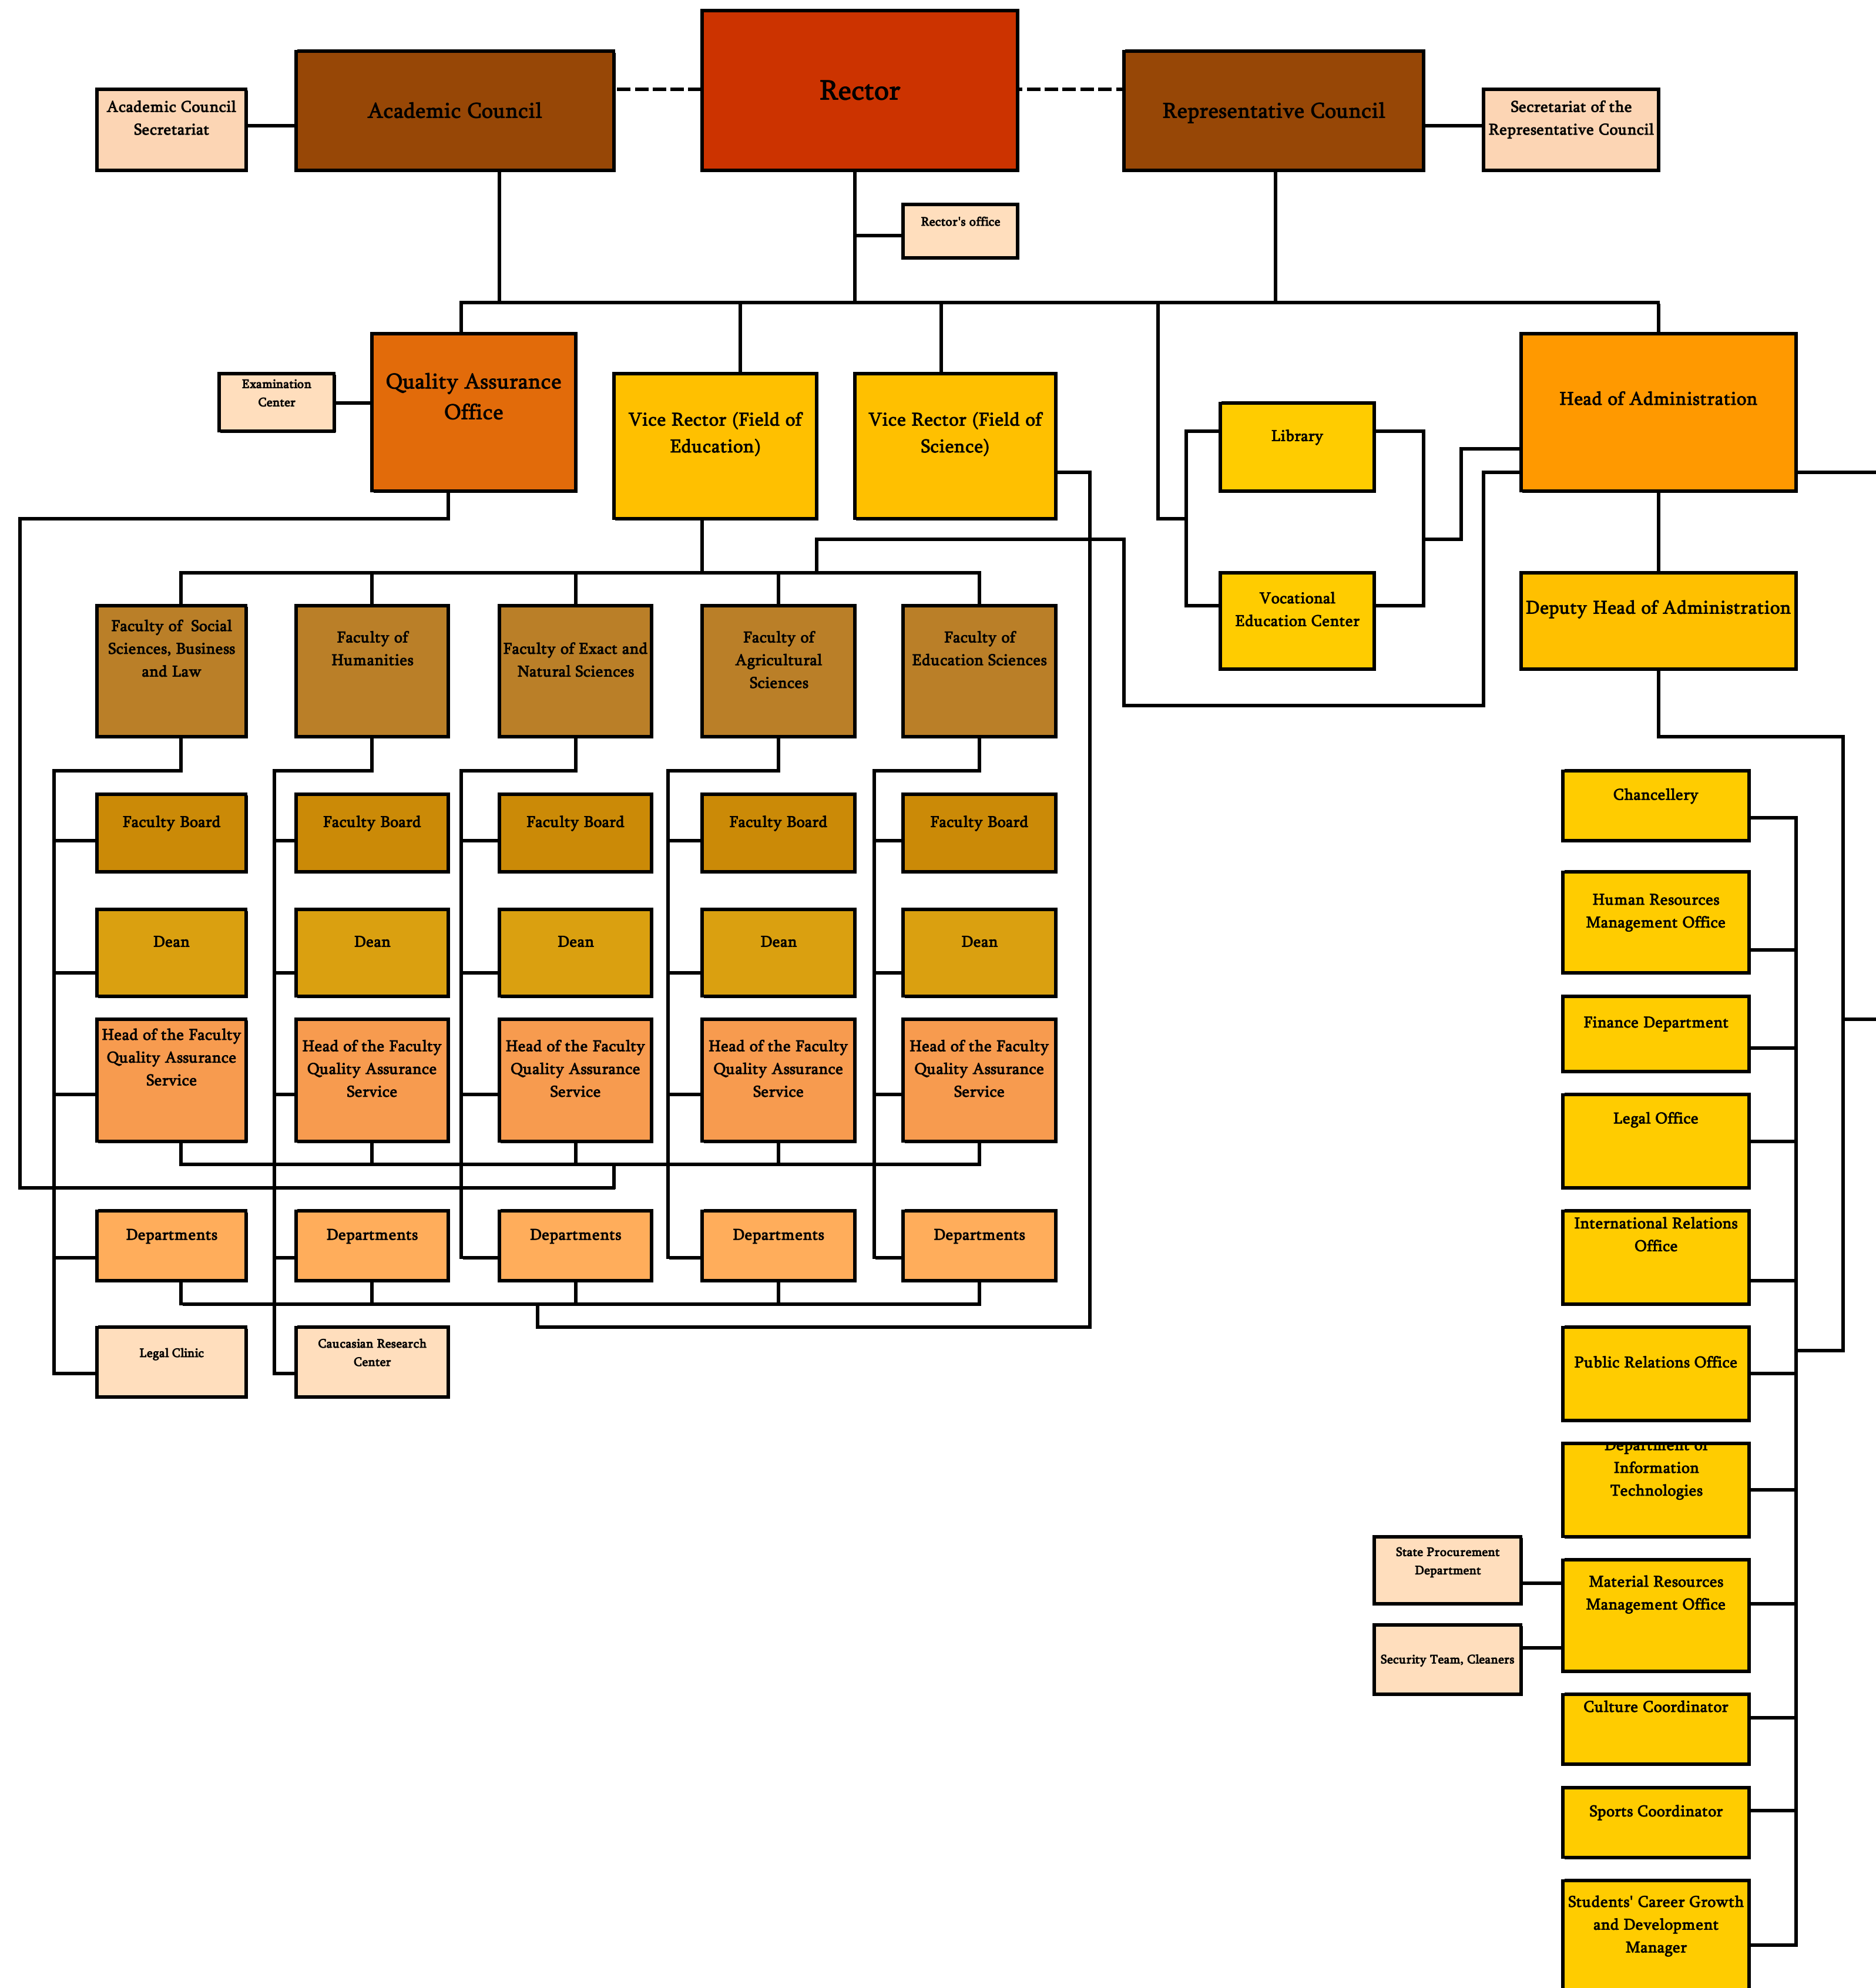 Rector
Academic Council
Representative Council
Academic Council
Secretariat
Secretariat of the
Representative Council
Rector's office
Quality Assurance
Office
Examination
Center
Vice Rector (Field of
Education)
Vice Rector (Field of
Science)
Library
Head of Administration
Vocational
Education Center
Deputy Head of Administration
Faculty of Social
Sciences, Business
and Law
Faculty of
Humanities
Faculty of Exact and
Natural Sciences
Faculty of
Agricultural
Sciences
Faculty of
Education Sciences
Faculty Board
Faculty Board
Faculty Board
Faculty Board
Faculty Board
Dean
Dean
Dean
Dean
Dean
Head of the Faculty
Quality Assurance
Service
Head of the Faculty
Quality Assurance
Service
Head of the Faculty
Quality Assurance
Service
Head of the Faculty
Quality Assurance
Service
Head of the Faculty
Quality Assurance
Service
Departments
Departments
Departments
Departments
Departments
Legal Clinic
Caucasian Research
Center
Chancellery
Human Resources
Management Office
Finance Department
Legal Office
International Relations
Office
Public Relations Office
Department of
Information
Technologies
State Procurement
Department
Material Resources
Management Office
Security Team, Cleaners
Culture Coordinator
Sports Coordinator
Students' Career Growth
and Development
Manager